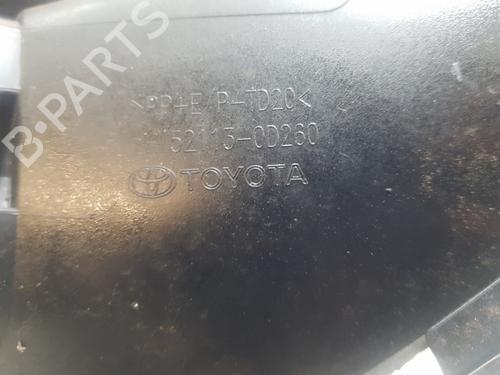 >PP+E/P-TD20<
52113-0D260
TOYOTA
B-PARTS